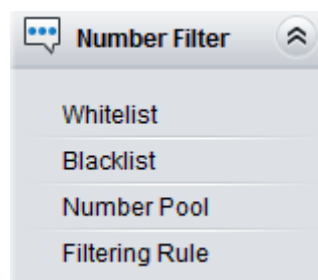 Number Filter
Whitelist
Blacklist
Number Pool
Filtering Rule